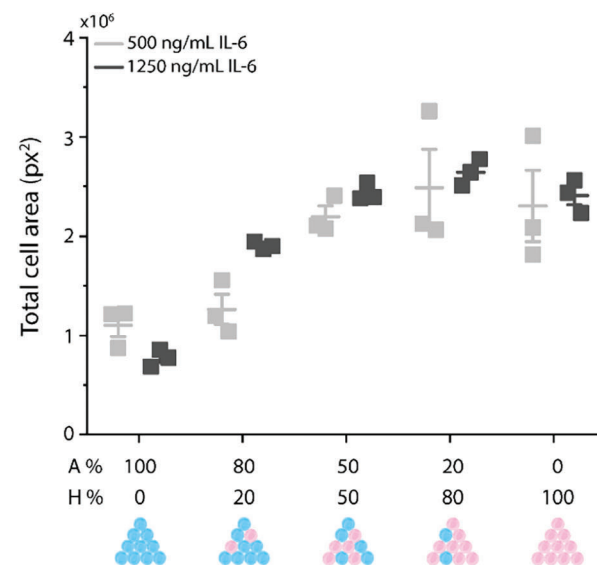 x10⁶
4
500 ng/mL IL-6
1250 ng/mL IL-6
3
2
1
0
Total cell area (px²)
A % 100 80 50 20 0
H % 0 20 50 80 100